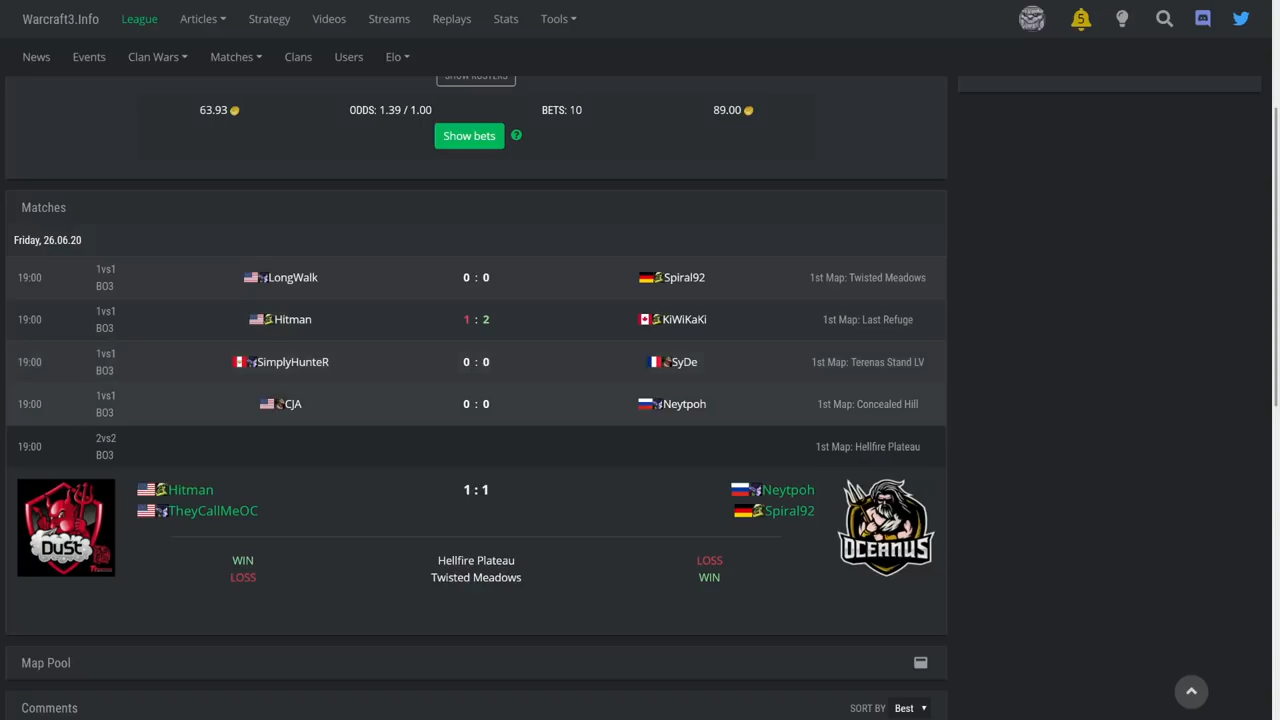 Warcraft3.Info League Articles Strategy Videos Streams Replays Stats Tools 5
News Events Clan Wars Matches Clans Users Elo
SHOW ROSTERS
63.93 ODDS: 1.39 / 1.00 BETS: 10 89.00
Show bets ?
Matches
Friday, 26.06.20
19:00 1vs1 BO3 LongWalk 0 : 0 Spiral92 1st Map: Twisted Meadows
19:00 1vs1 BO3 Hitman 1 : 2 KiWiKaKi 1st Map: Last Refuge
19:00 1vs1 BO3 SimplyHunteR 0 : 0 SyDe 1st Map: Terenas Stand LV
19:00 1vs1 BO3 CJA 0 : 0 Neytpoh 1st Map: Concealed Hill
19:00 2vs2 BO3 1st Map: Hellfire Plateau
DuSt Hitman 1 : 1 Neytpoh OCEANUS
TheyCallMeOC Spiral92
WIN Hellfire Plateau LOSS
LOSS Twisted Meadows WIN
Map Pool
Comments SORT BY Best